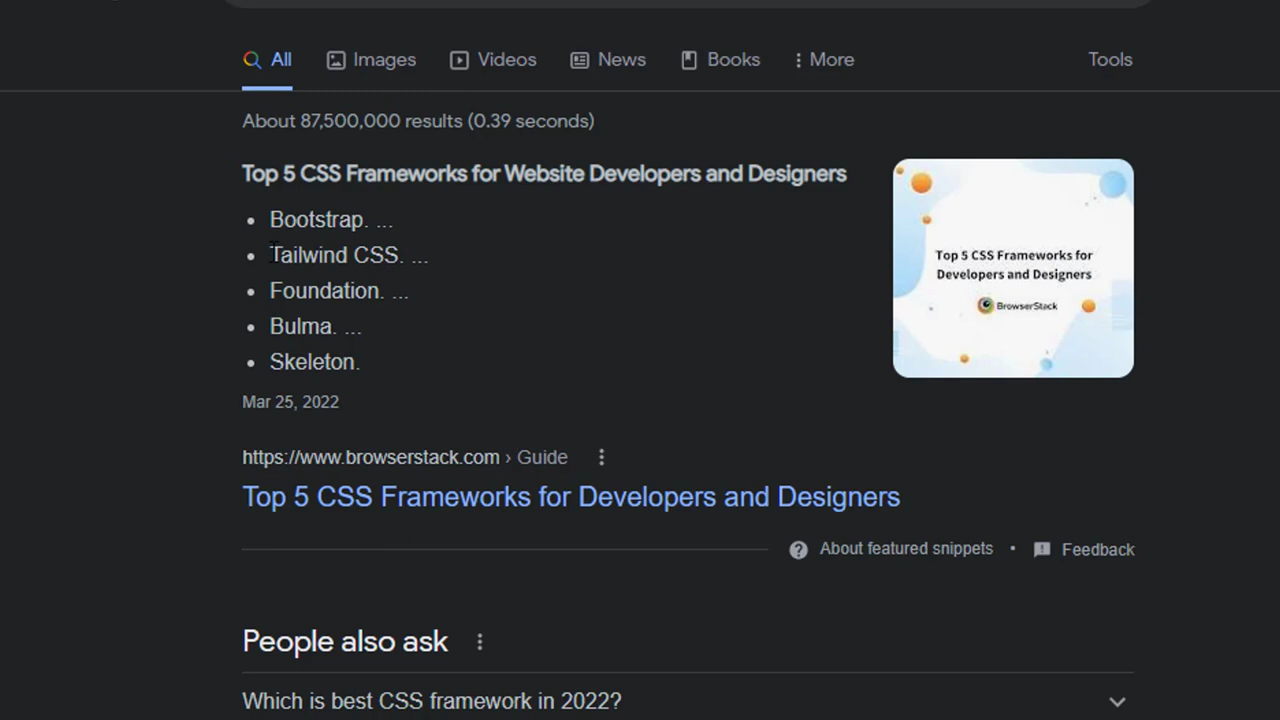 All Images Videos News Books More Tools
About 87,500,000 results (0.39 seconds)
Top 5 CSS Frameworks for Website Developers and Designers
Bootstrap. ...
Tailwind CSS. ...
Foundation. ...
Bulma. ...
Skeleton.
Mar 25, 2022
Top 5 CSS Frameworks for
Developers and Designers
BrowserStack
https://www.browserstack.com › Guide
Top 5 CSS Frameworks for Developers and Designers
About featured snippets • Feedback
People also ask
Which is best CSS framework in 2022?